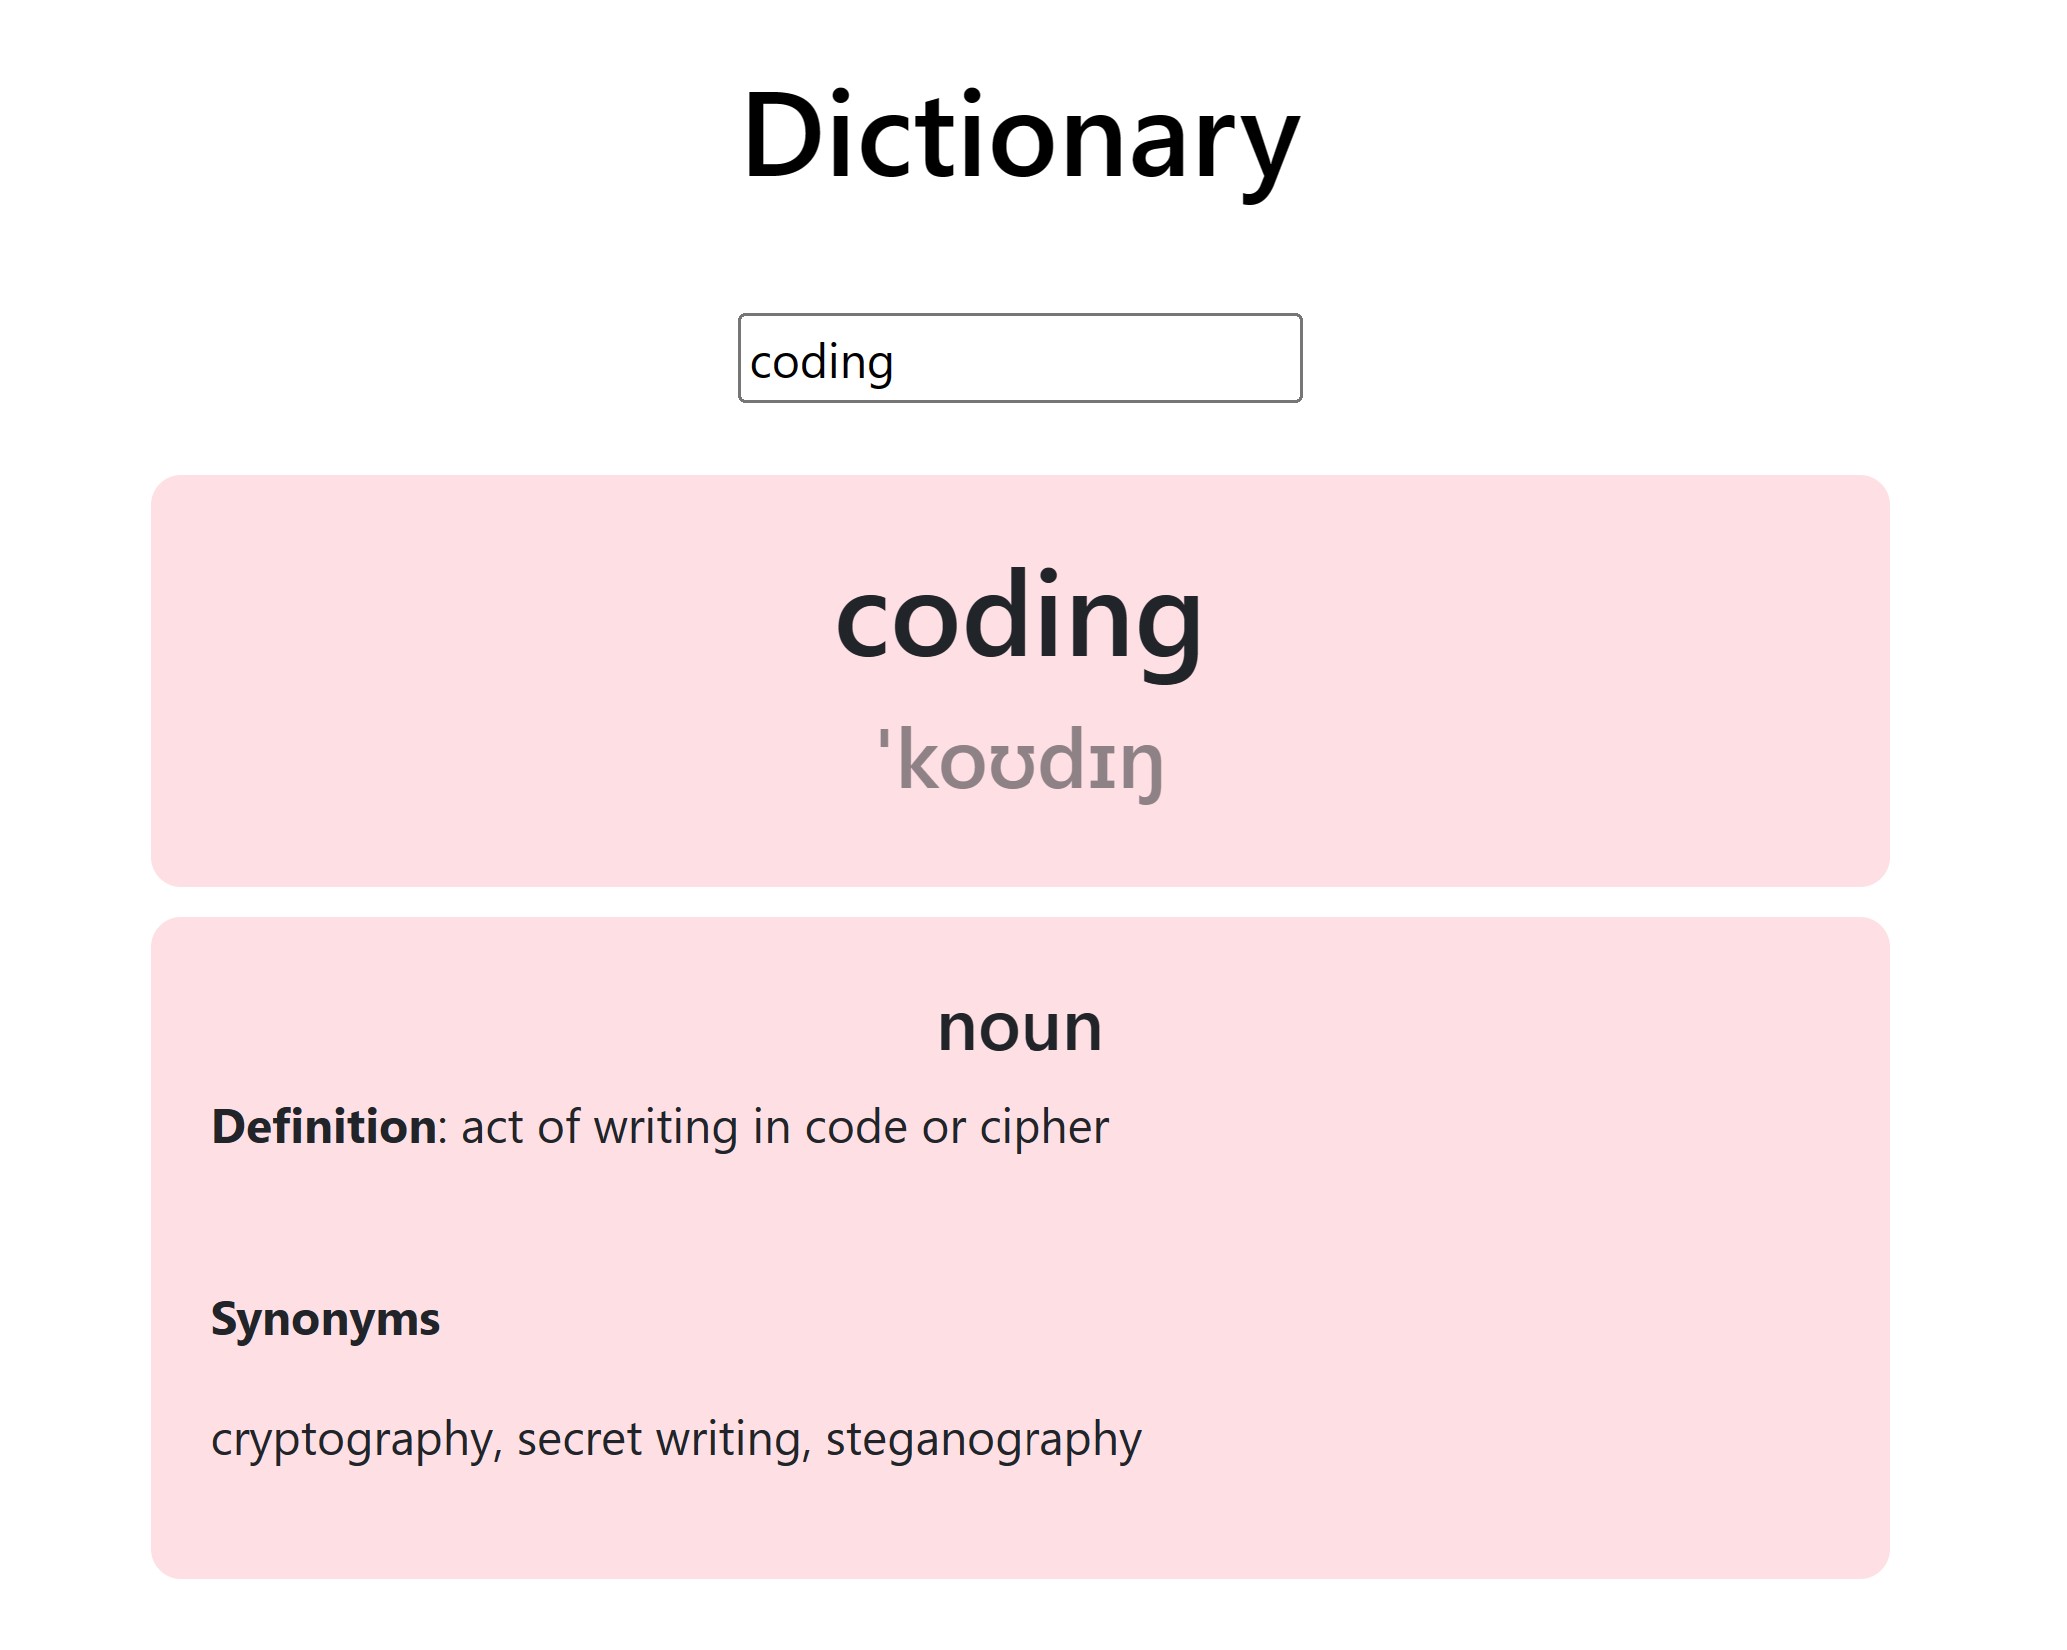 Dictionary
coding
coding
ˈkoʊdɪŋ
noun
Definition: act of writing in code or cipher
Synonyms
cryptography, secret writing, steganography